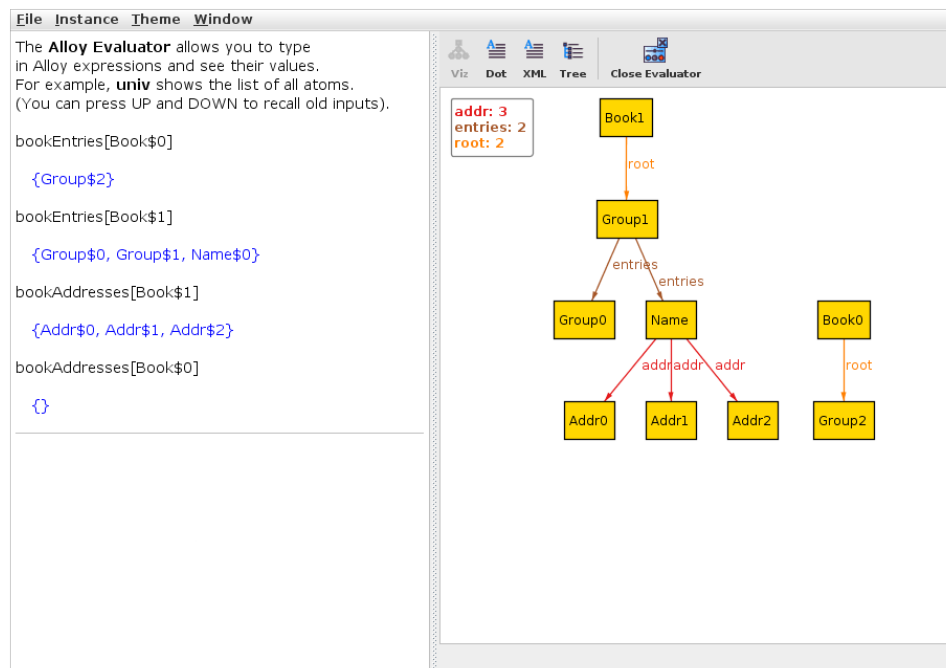 File Instance Theme Window
The Alloy Evaluator allows you to type
in Alloy expressions and see their values.
For example, univ shows the list of all atoms.
(You can press UP and DOWN to recall old inputs).
bookEntries[Book$0]
{Group$2}
bookEntries[Book$1]
{Group$0, Group$1, Name$0}
bookAddresses[Book$1]
{Addr$0, Addr$1, Addr$2}
bookAddresses[Book$0]
{}
Viz Dot XML Tree Close Evaluator
addr: 3
entries: 2
root: 2
Book1
root
Group1
entries
entries
Group0 Name Book0
addr addr addr root
Addr0 Addr1 Addr2 Group2